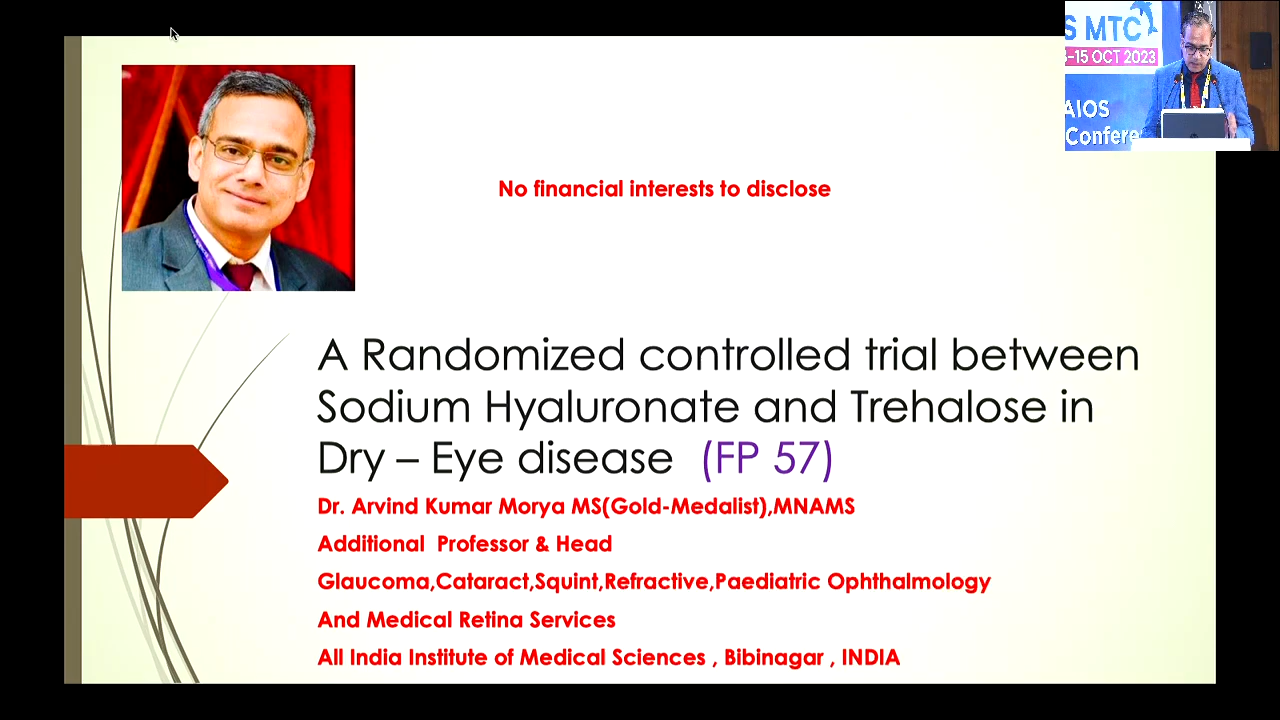 S MTC
-15 OCT 2023
AIOS
Confere
No financial interests to disclose
A Randomized controlled trial between
Sodium Hyaluronate and Trehalose in
Dry – Eye disease (FP 57)
Dr. Arvind Kumar Morya MS(Gold-Medalist),MNAMS
Additional Professor & Head
Glaucoma,Cataract,Squint,Refractive,Paediatric Ophthalmology
And Medical Retina Services
All India Institute of Medical Sciences , Bibinagar , INDIA